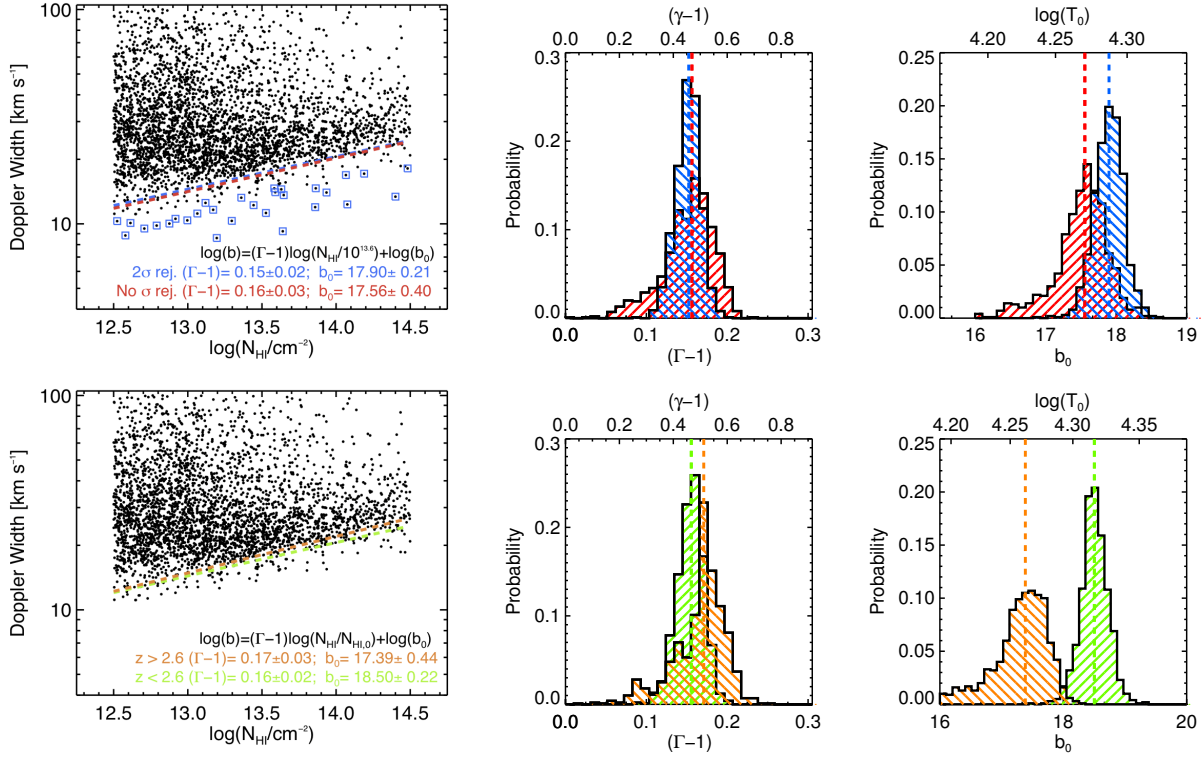 100
10
Doppler Width [km s⁻¹]
log(b)=(Γ−1)log(N_HI/10^13.6)+log(b₀)
2σ rej. (Γ−1)= 0.15±0.02; b₀= 17.90± 0.21
No σ rej. (Γ−1)= 0.16±0.03; b₀= 17.56± 0.40
12.5 13.0 13.5 14.0 14.5
log(N_HI/cm⁻²)
(γ−1)
0.0 0.2 0.4 0.6 0.8
0.3
0.2
0.1
0.0
Probability
0.0 0.1 0.2 0.3
(Γ−1)
log(T₀)
4.20 4.25 4.30
0.25
0.20
0.15
0.10
0.05
0.00
Probability
16 17 18 19
b₀
100
10
Doppler Width [km s⁻¹]
log(b)=(Γ−1)log(N_HI/N_HI,0)+log(b₀)
z > 2.6 (Γ−1)= 0.17±0.03; b₀= 17.39± 0.44
z < 2.6 (Γ−1)= 0.16±0.02; b₀= 18.50± 0.22
12.5 13.0 13.5 14.0 14.5
log(N_HI/cm⁻²)
(γ−1)
0.0 0.2 0.4 0.6 0.8
0.3
0.2
0.1
0.0
Probability
0.0 0.1 0.2 0.3
(Γ−1)
log(T₀)
4.20 4.26 4.32 4.38
0.25
0.20
0.15
0.10
0.05
0.00
Probability
16 18 20
b₀